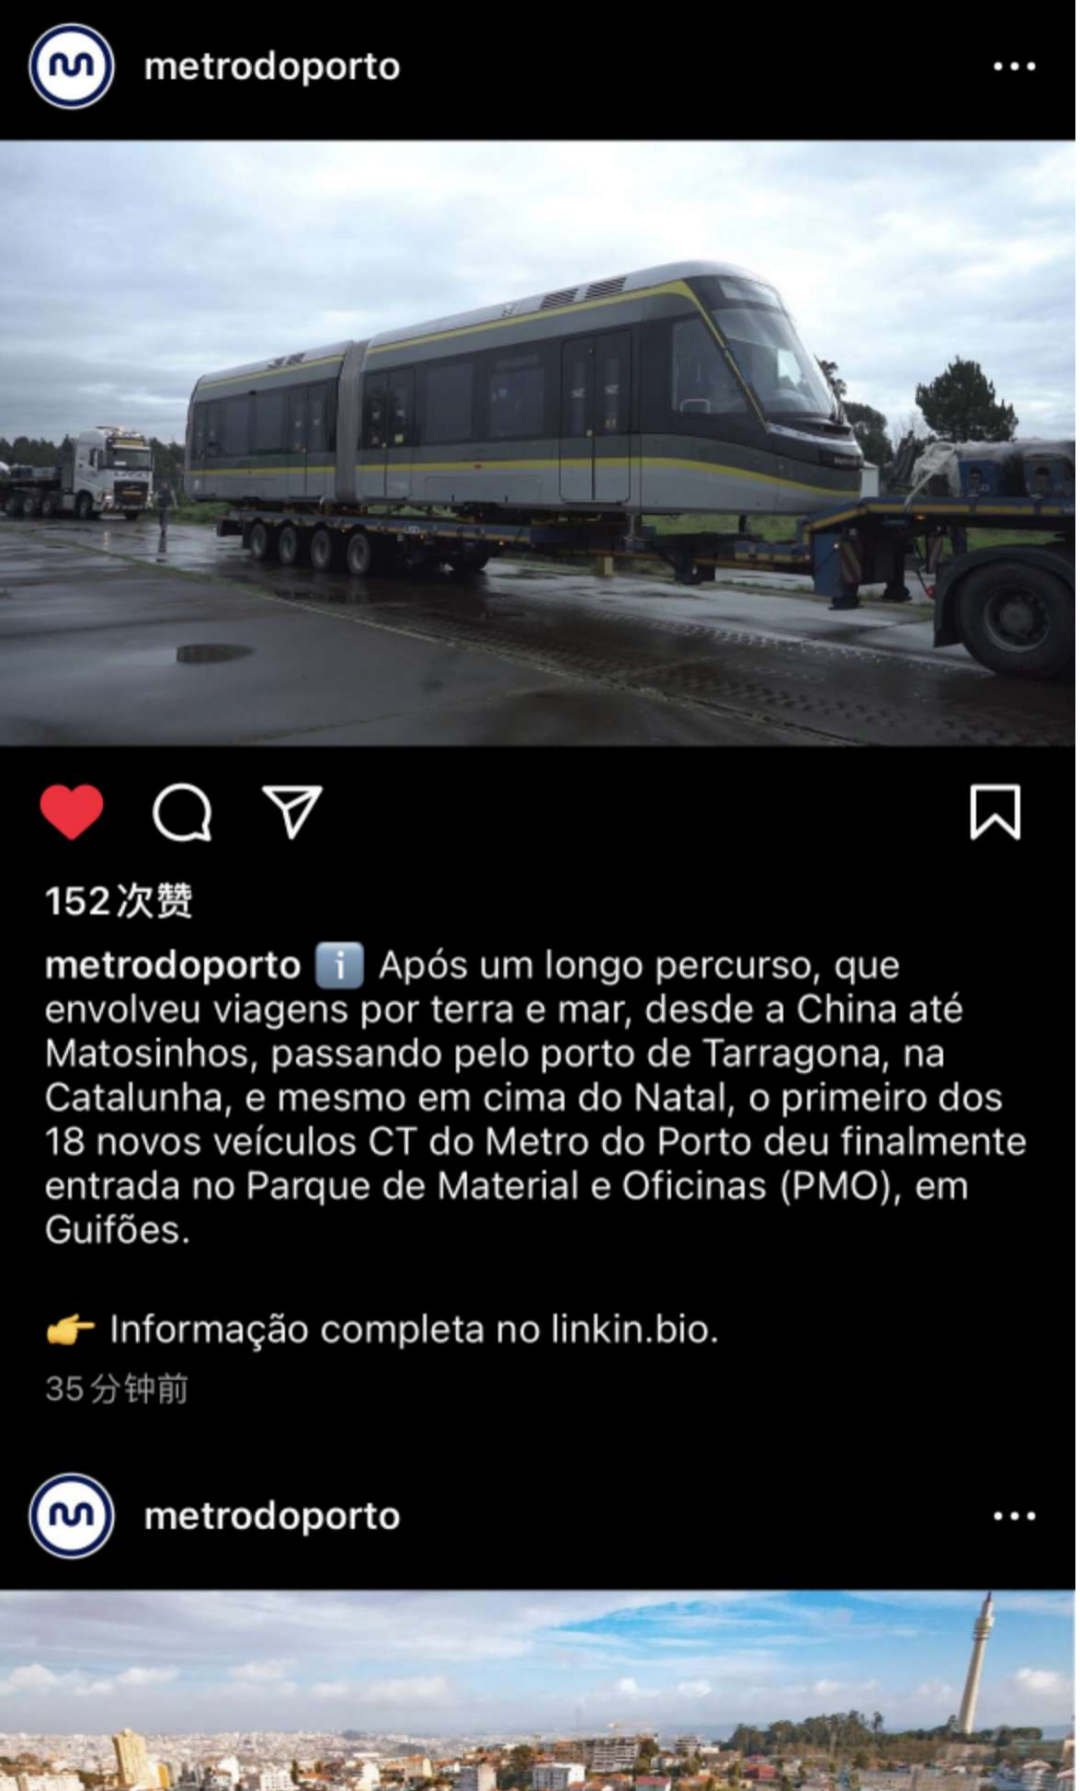 metrodoporto
152次赞
metrodoporto ℹ️ Após um longo percurso, que
envolveu viagens por terra e mar, desde a China até
Matosinhos, passando pelo porto de Tarragona, na
Catalunha, e mesmo em cima do Natal, o primeiro dos
18 novos veículos CT do Metro do Porto deu finalmente
entrada no Parque de Material e Oficinas (PMO), em
Guifões.
👉 Informação completa no linkin.bio.
35分钟前
metrodoporto